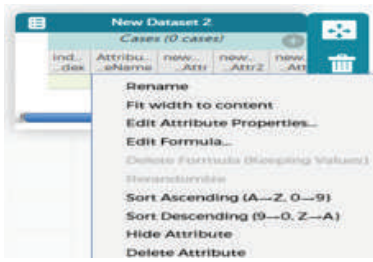 New Dataset 2
Cases (0 cases)
ind... Attribu... new... new... new...
...dex ...eName ...Attr ...Attr2 ...Att
Rename
Fit width to content
Edit Attribute Properties...
Edit Formula...
Delete Formula (Keeping Values)
Rerandomize
Sort Ascending (A→Z, 0→9)
Sort Descending (9→0, Z→A)
Hide Attribute
Delete Attribute